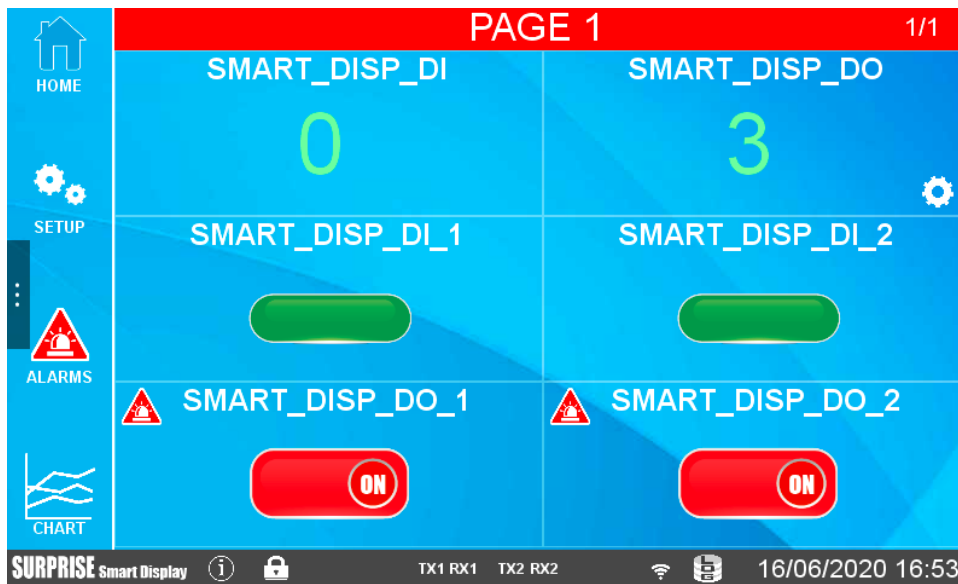 PAGE 1
1/1
HOME
SETUP
ALARMS
CHART
SMART_DISP_DI
0
SMART_DISP_DO
3
SMART_DISP_DI_1
SMART_DISP_DI_2
SMART_DISP_DO_1
ON
SMART_DISP_DO_2
ON
SURPRISE Smart Display
i
TX1 RX1 TX2 RX2
16/06/2020 16:53